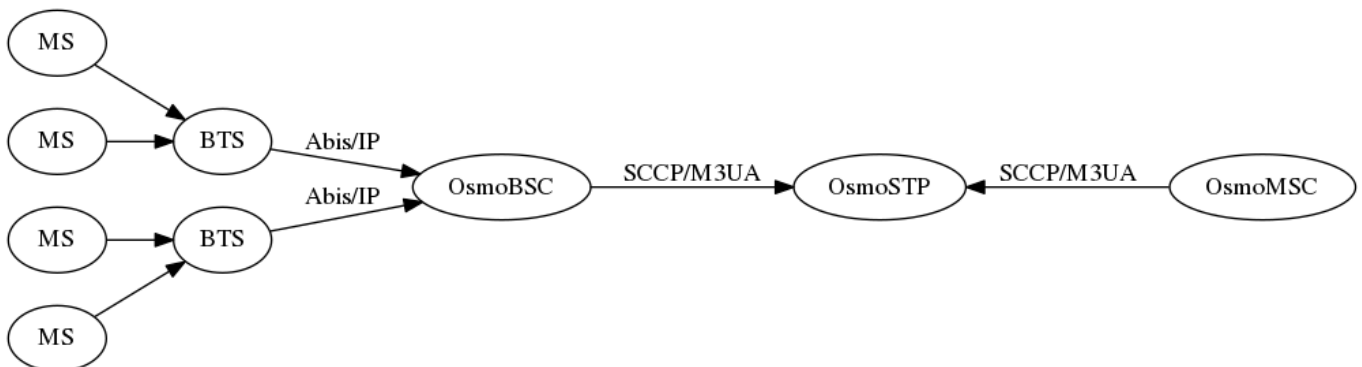 MS
MS
BTS
Abis/IP
OsmoBSC
SCCP/M3UA
OsmoSTP
SCCP/M3UA
OsmoMSC
Abis/IP
MS
BTS
MS